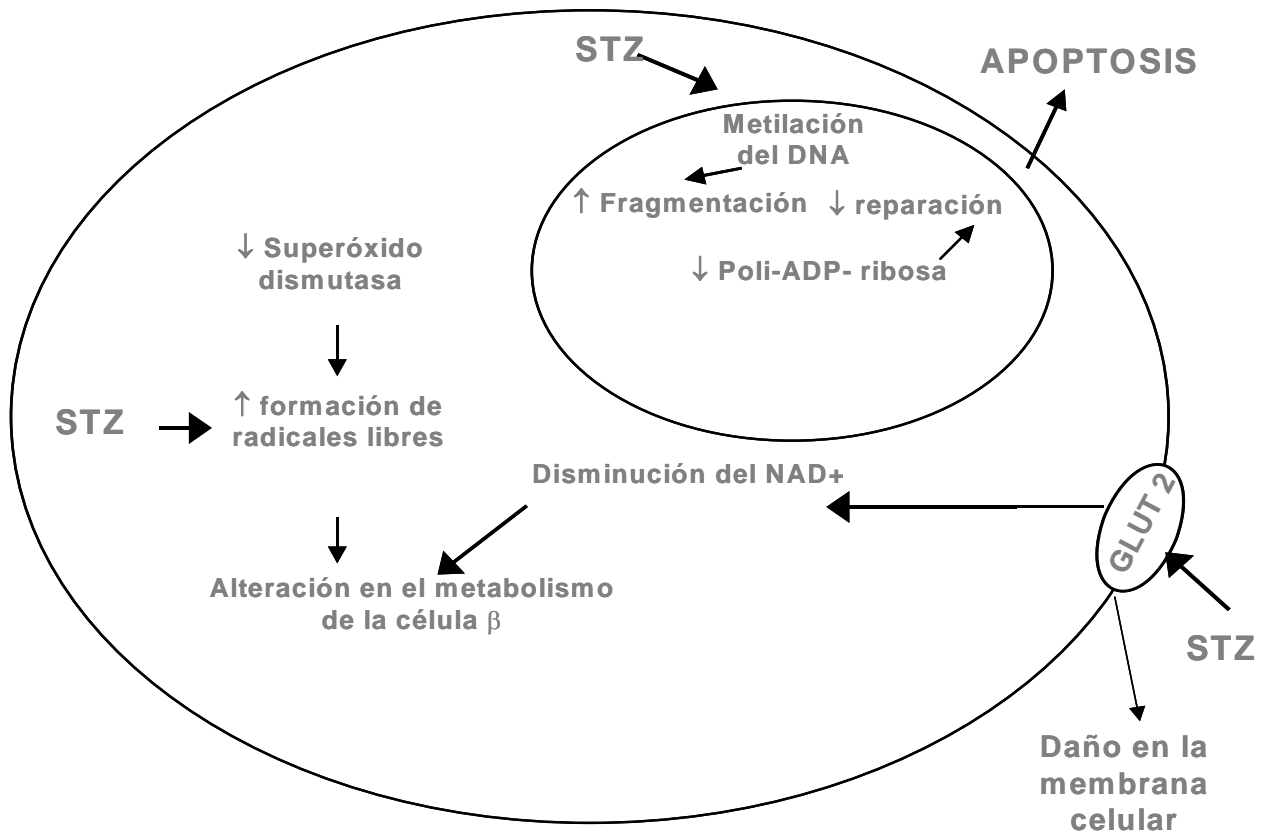 STZ
APOPTOSIS
Metilación
del DNA
↑ Fragmentación ↓ reparación
↓ Poli-ADP- ribosa
↓ Superóxido
dismutasa
STZ
↑ formación de
radicales libres
Disminución del NAD+
GLUT 2
Alteración en el metabolismo
de la célula β
STZ
Daño en la
membrana
celular